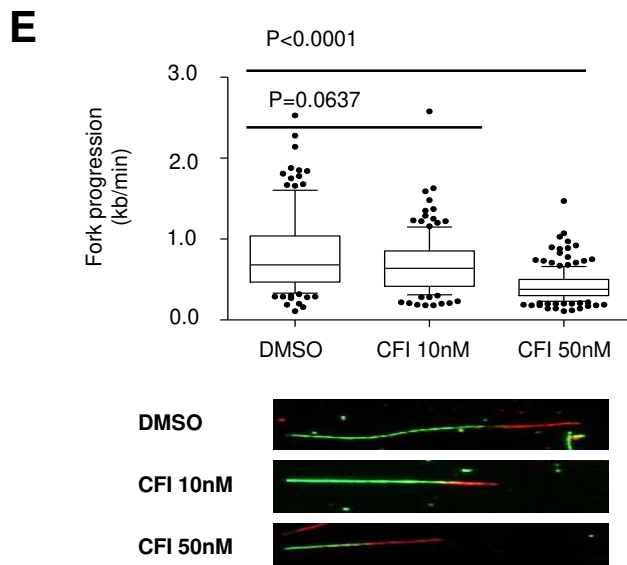 E
P<0.0001
3.0
P=0.0637
2.0
Fork progression
(kb/min)
1.0
0.0
DMSO CFI 10nM CFI 50nM
DMSO
CFI 10nM
CFI 50nM